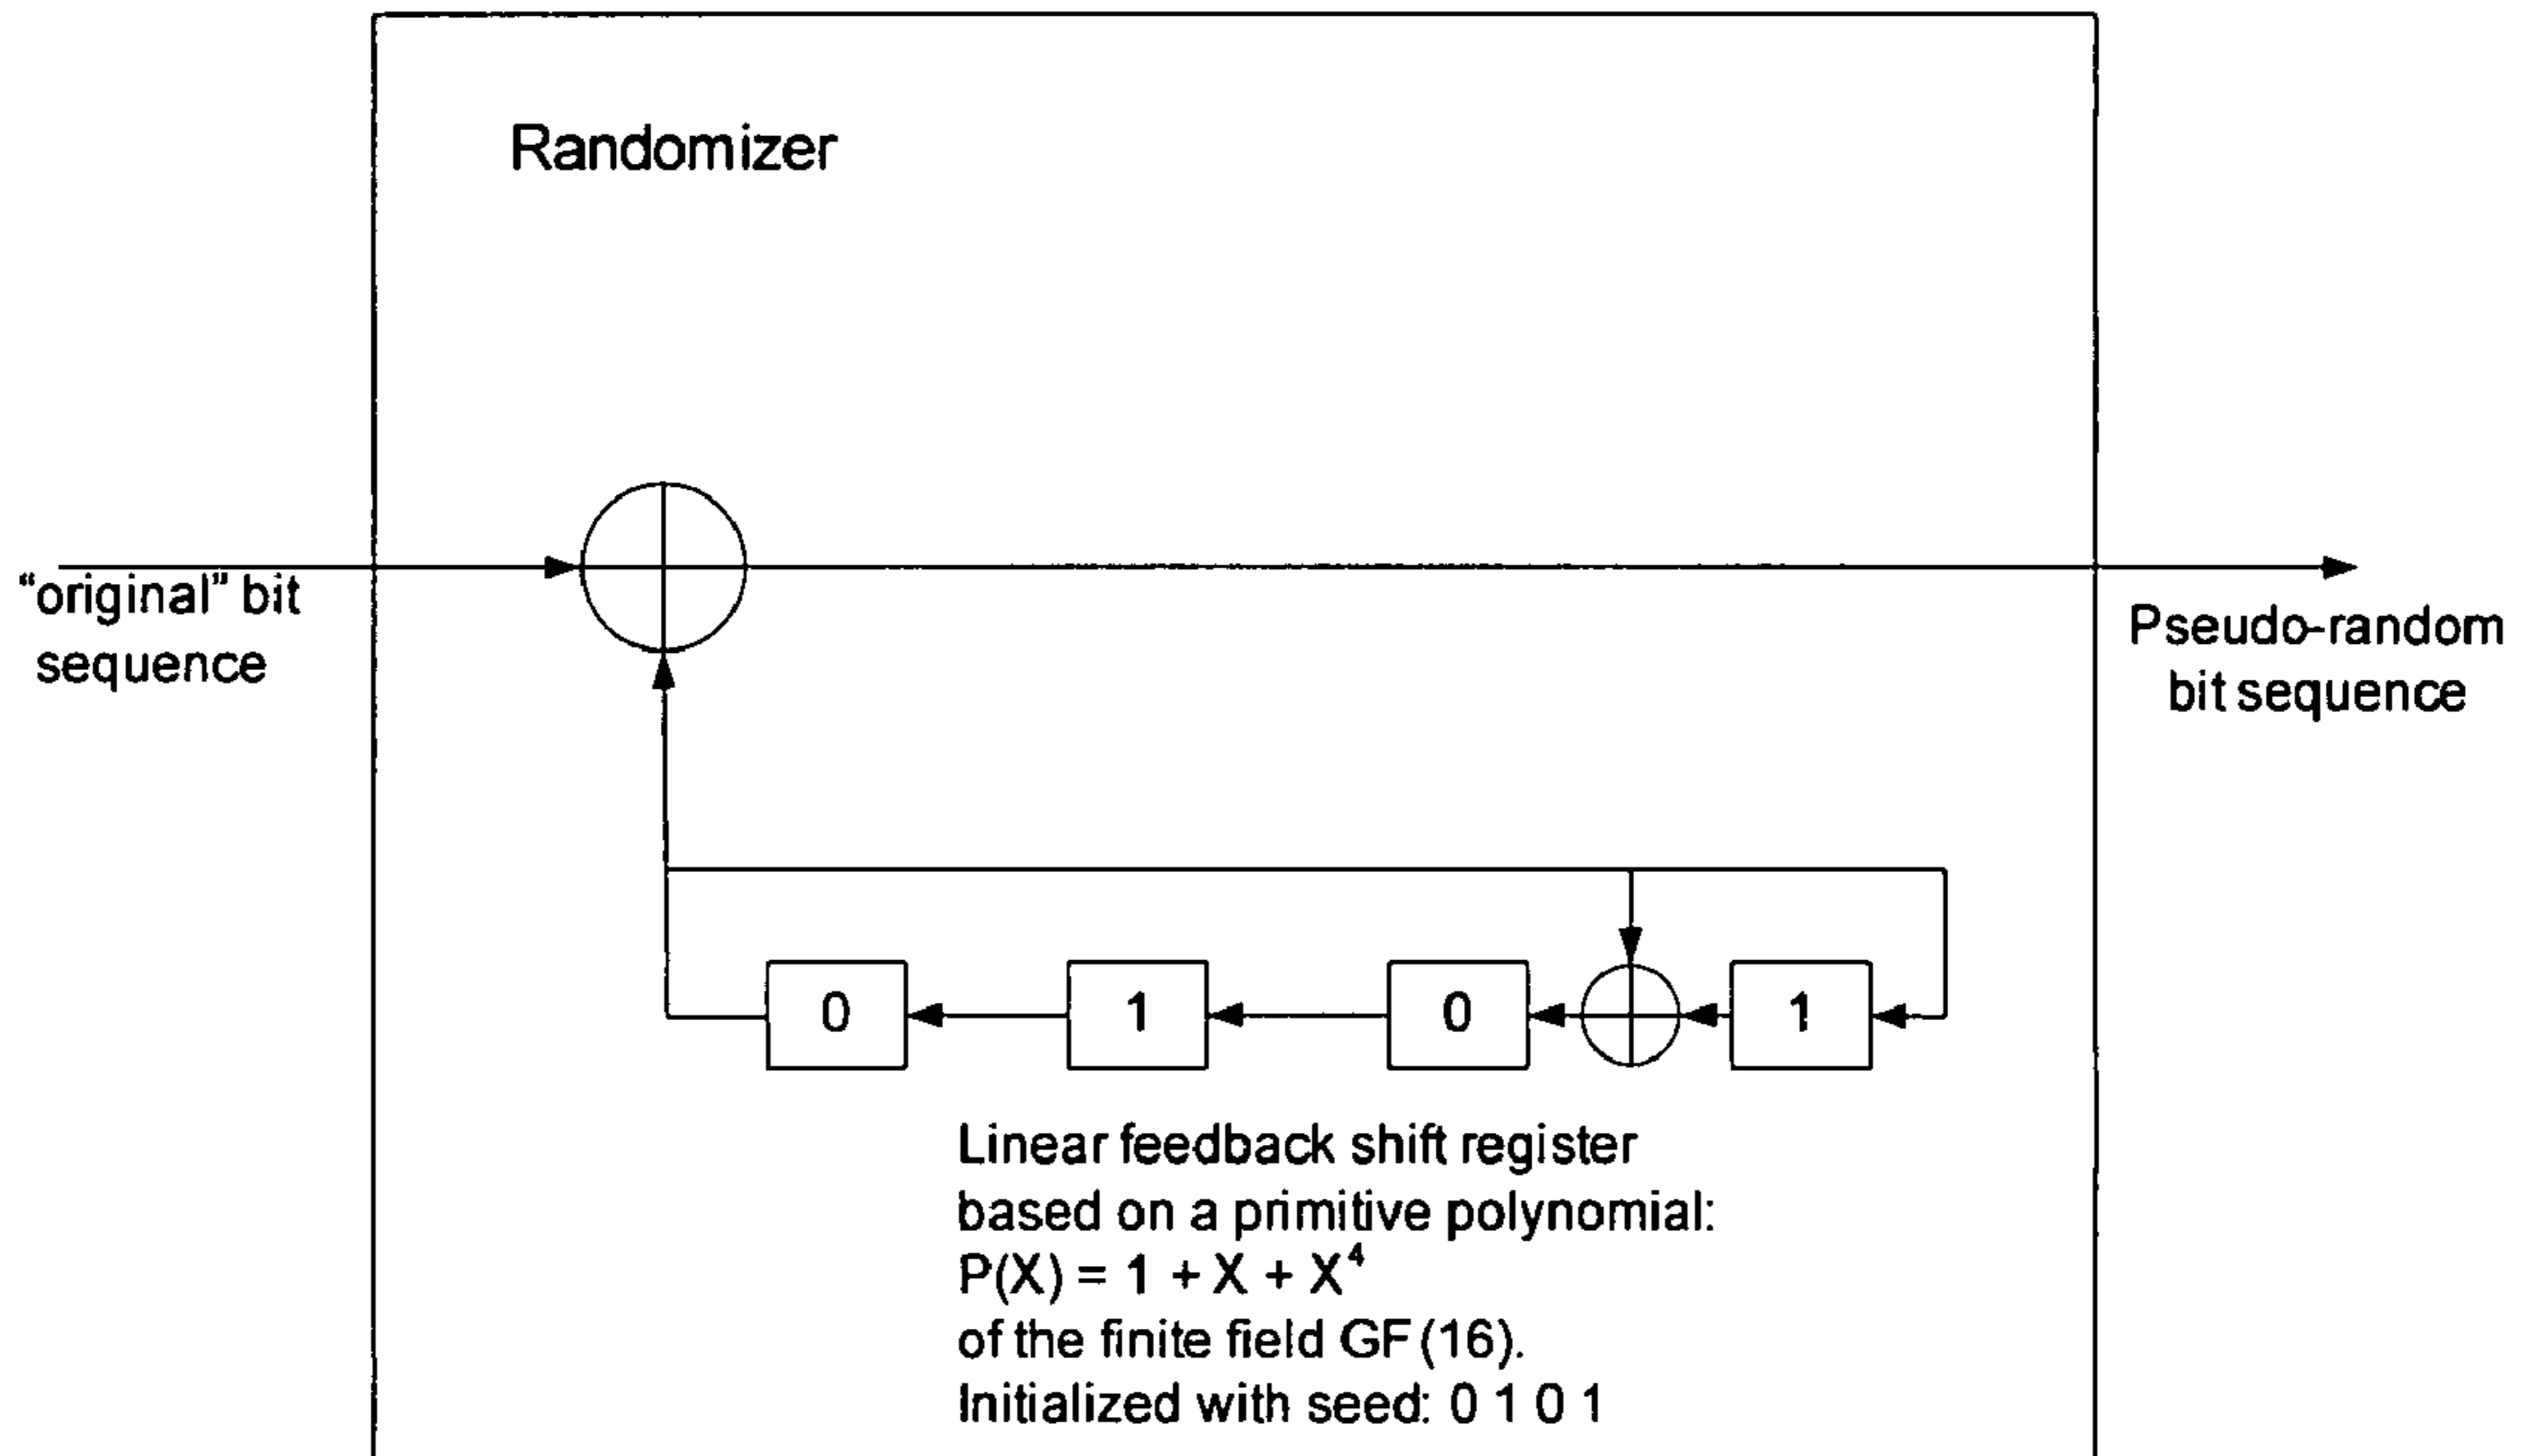 Randomizer
“original” bit
sequence
Pseudo-random
bit sequence
0 1 0 1
Linear feedback shift register
based on a primitive polynomial:
P(X) = 1 + X + X⁴
of the finite field GF(16).
Initialized with seed: 0 1 0 1